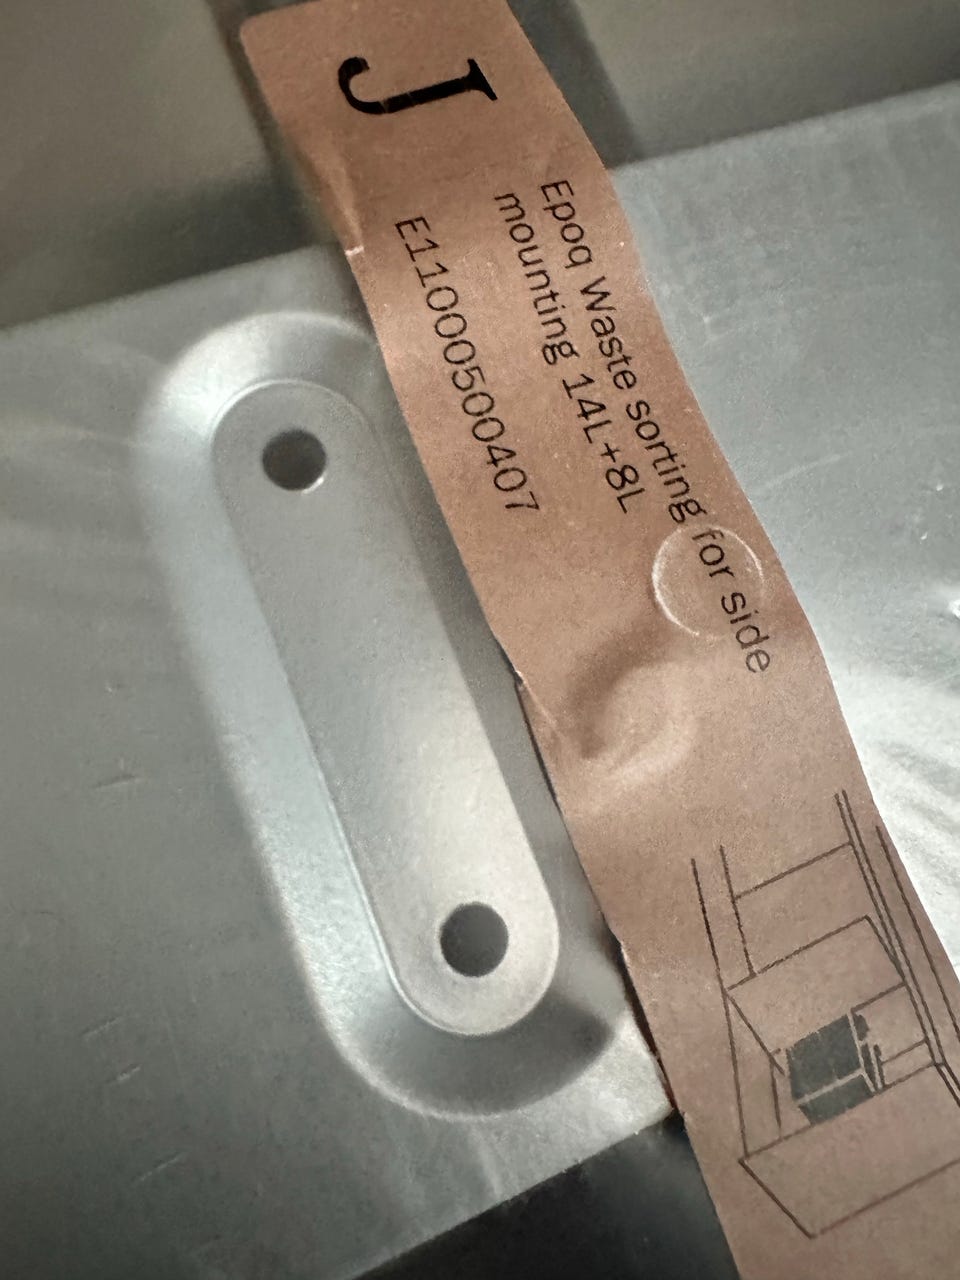 J
Epoq Waste sorting for side
mounting 14L+8L
E11000500407